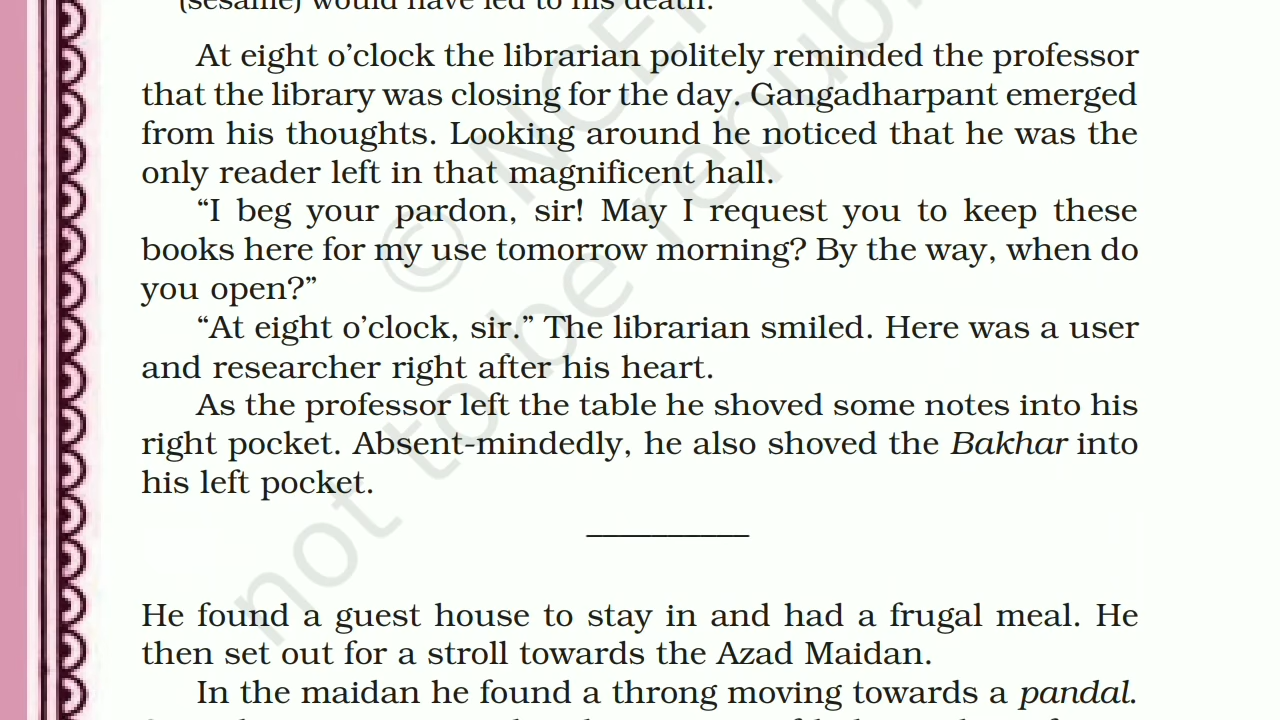 (sesame) would have led to his death.
At eight o’clock the librarian politely reminded the professor
that the library was closing for the day. Gangadharpant emerged
from his thoughts. Looking around he noticed that he was the
only reader left in that magnificent hall.
“I beg your pardon, sir! May I request you to keep these
books here for my use tomorrow morning? By the way, when do
you open?”
“At eight o’clock, sir.” The librarian smiled. Here was a user
and researcher right after his heart.
As the professor left the table he shoved some notes into his
right pocket. Absent-mindedly, he also shoved the Bakhar into
his left pocket.
He found a guest house to stay in and had a frugal meal. He
then set out for a stroll towards the Azad Maidan.
In the maidan he found a throng moving towards a pandal.
©
not to be